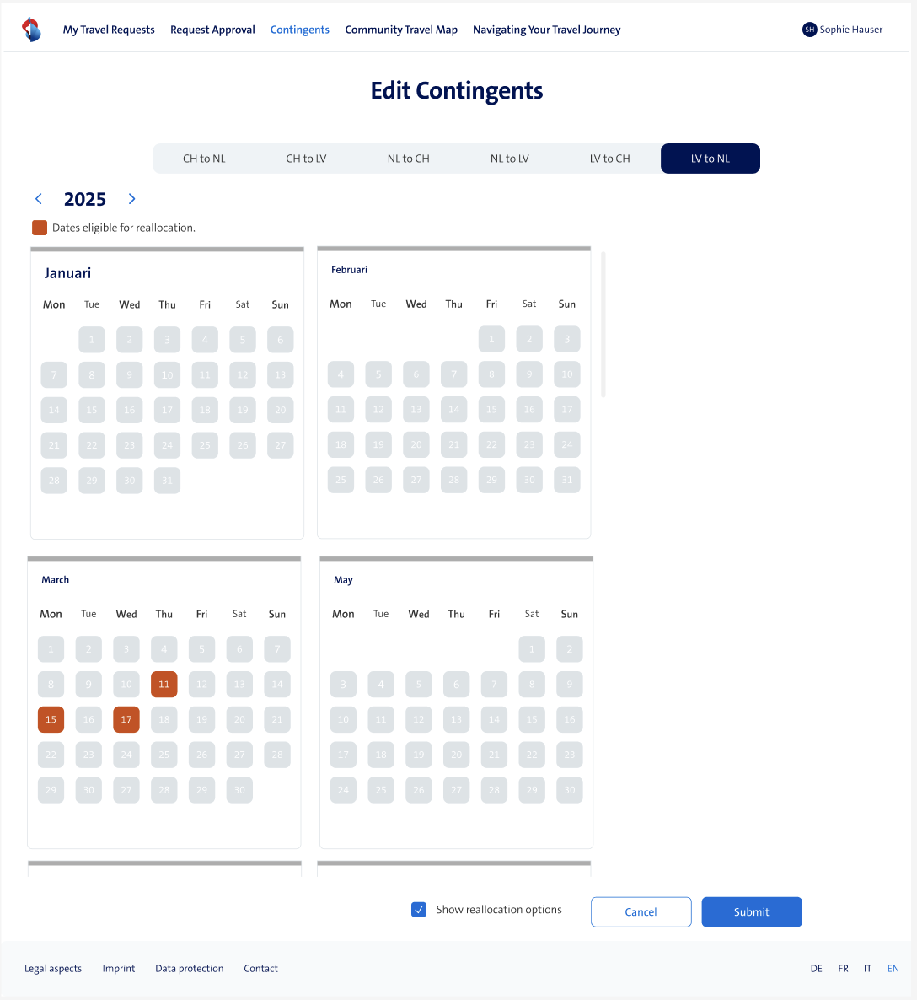 My Travel Requests Request Approval Contingents Community Travel Map Navigating Your Travel Journey SH Sophie Hauser
Edit Contingents
CH to NL CH to LV NL to CH NL to LV LV to CH LV to NL
2025
Dates eligible for reallocation.
Januari
Mon Tue Wed Thu Fri Sat Sun
1 2 3 4 5 6
7 8 9 10 11 12 13
14 15 16 17 18 19 20
21 22 23 24 25 26 27
28 29 30 31
Februari
Mon Tue Wed Thu Fri Sat Sun
1 2 3
4 5 6 7 8 9 10
11 12 13 14 15 16 17
18 19 20 21 22 23 24
25 26 27 28 29 30 31
March
Mon Tue Wed Thu Fri Sat Sun
1 2 3 4 5 6 7
8 9 10 11 12 13 14
15 16 17 18 19 20 21
22 23 24 25 26 27 28
29 30 27 28 29 30
May
Mon Tue Wed Thu Fri Sat Sun
1 2
3 4 5 6 7 8 9
10 11 12 13 14 15 16
17 18 19 20 21 22 23
24 25 26 27 28 29 30
Show reallocation options Cancel Submit
Legal aspects Imprint Data protection Contact DE FR IT EN